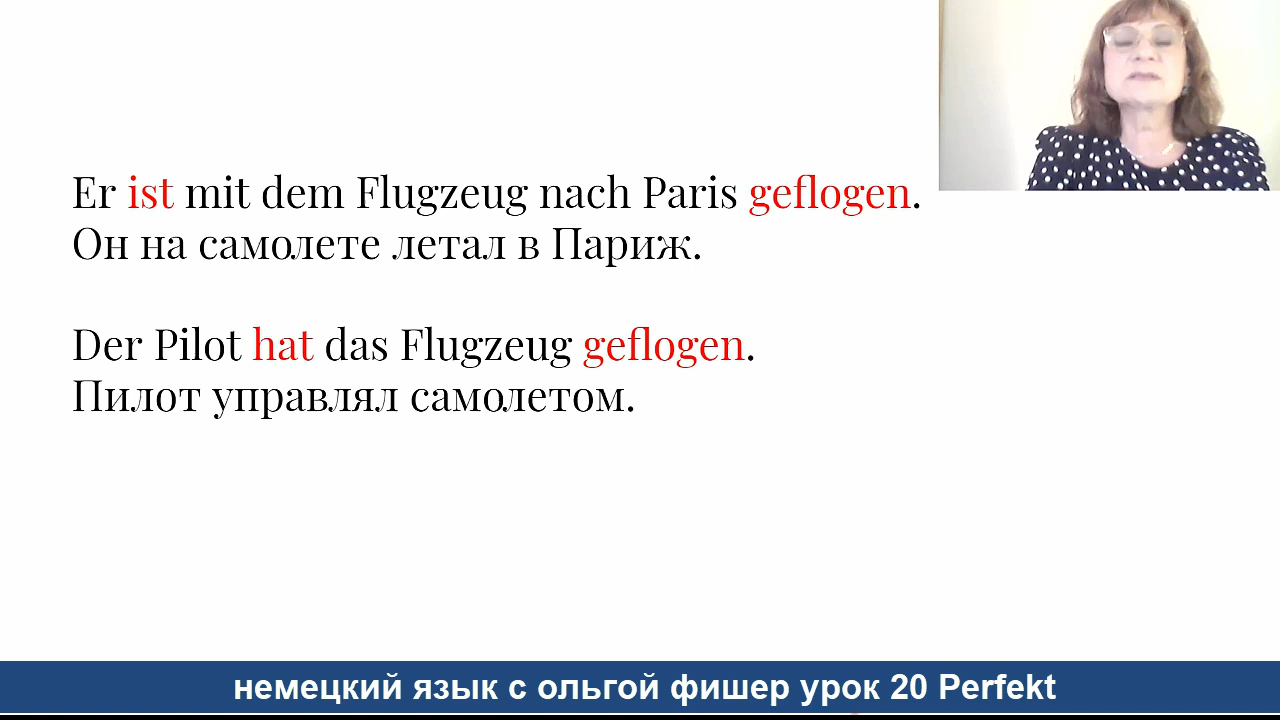 Er ist mit dem Flugzeug nach Paris geflogen.
Он на самолете летал в Париж.
Der Pilot hat das Flugzeug geflogen.
Пилот управлял самолетом.
немецкий язык с ольгой фишер урок 20 Perfekt